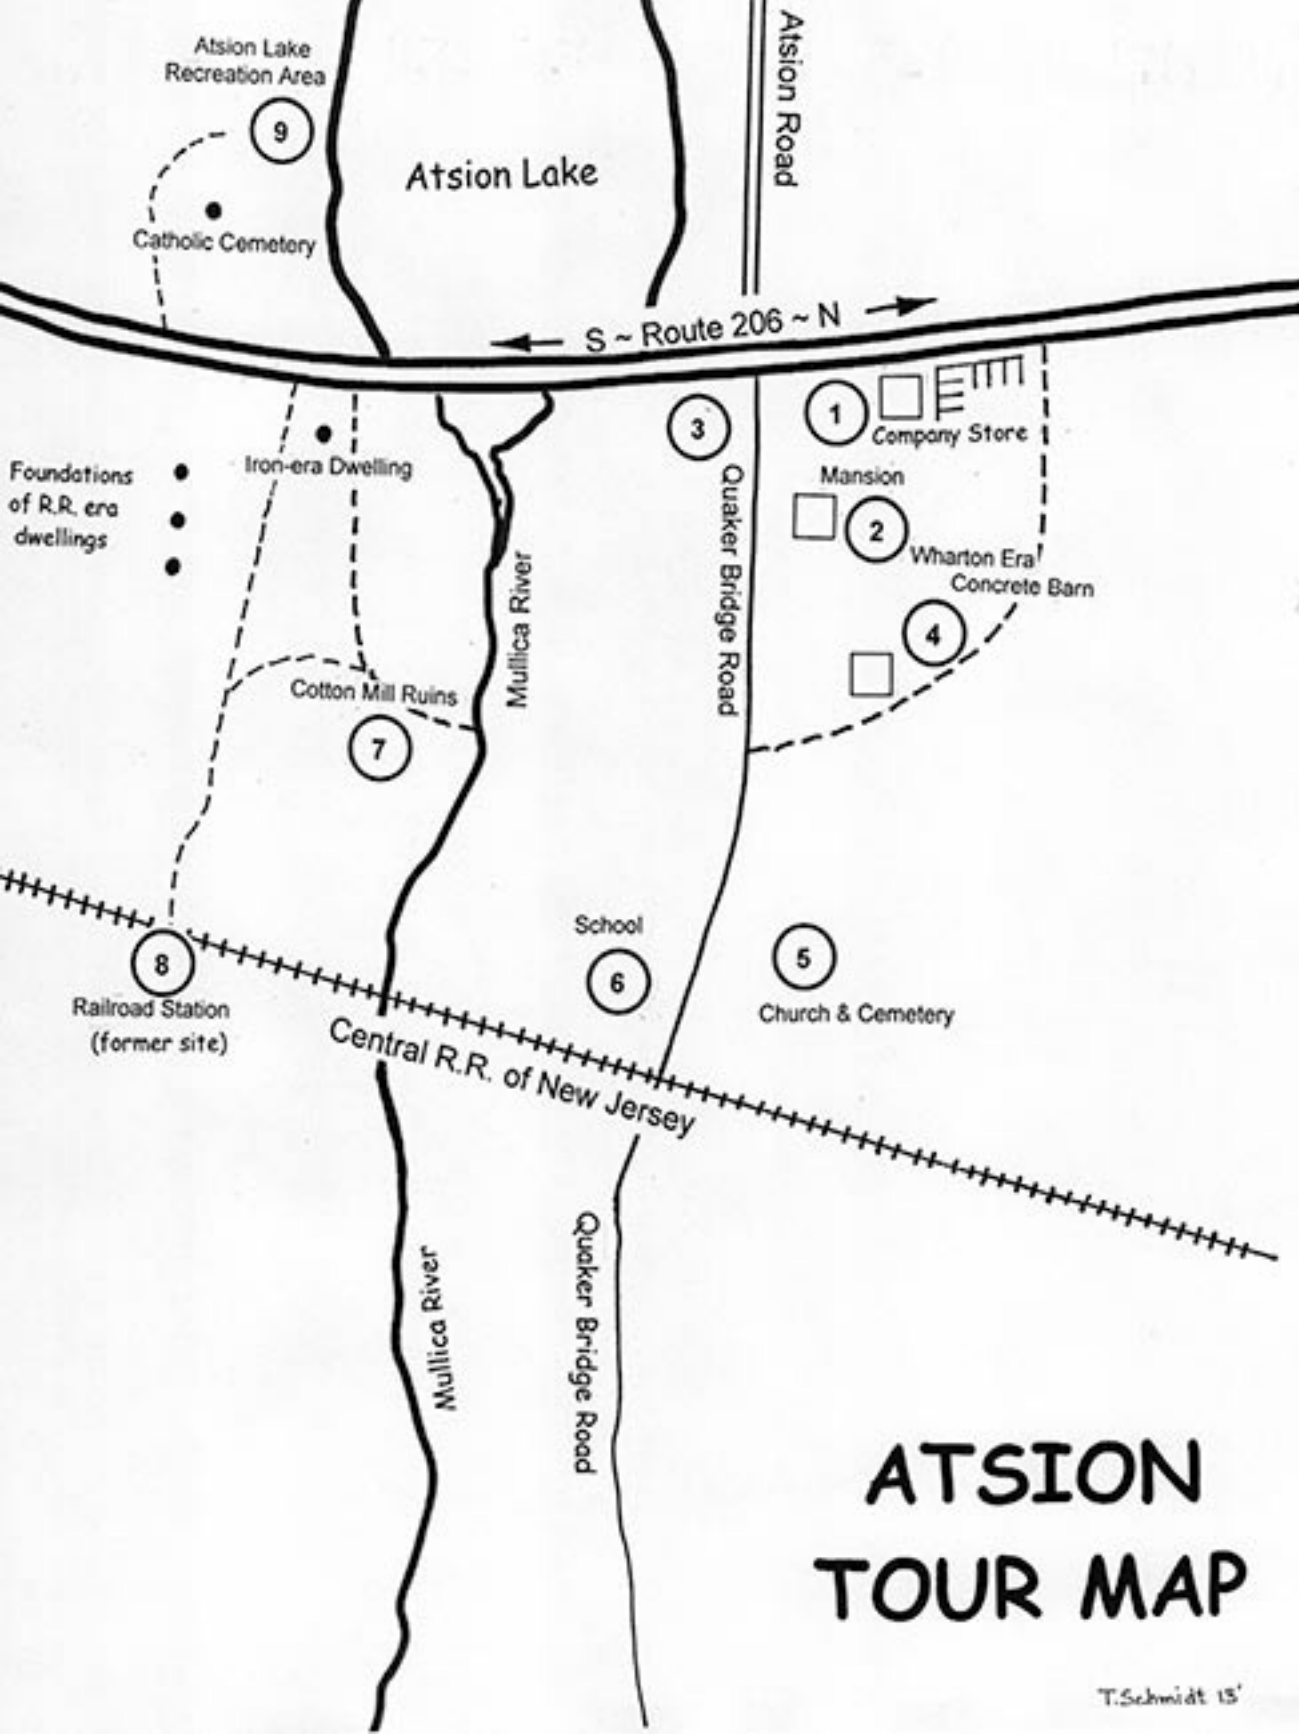 Atsion Lake
Recreation Area
9
Atsion Lake
Atsion Road
Catholic Cemetery
S ~ Route 206 ~ N
3
1
Company Store
Iron-era Dwelling
Foundations
of R.R. era
dwellings
Mansion
2
Quaker Bridge Road
Mullica River
Wharton Era
Concrete Barn
4
Cotton Mill Ruins
7
School
6
5
Church & Cemetery
8
Railroad Station
(former site)
Central R.R. of New Jersey
Mullica River
Quaker Bridge Road
ATSION
TOUR MAP
T.Schmidt 13'